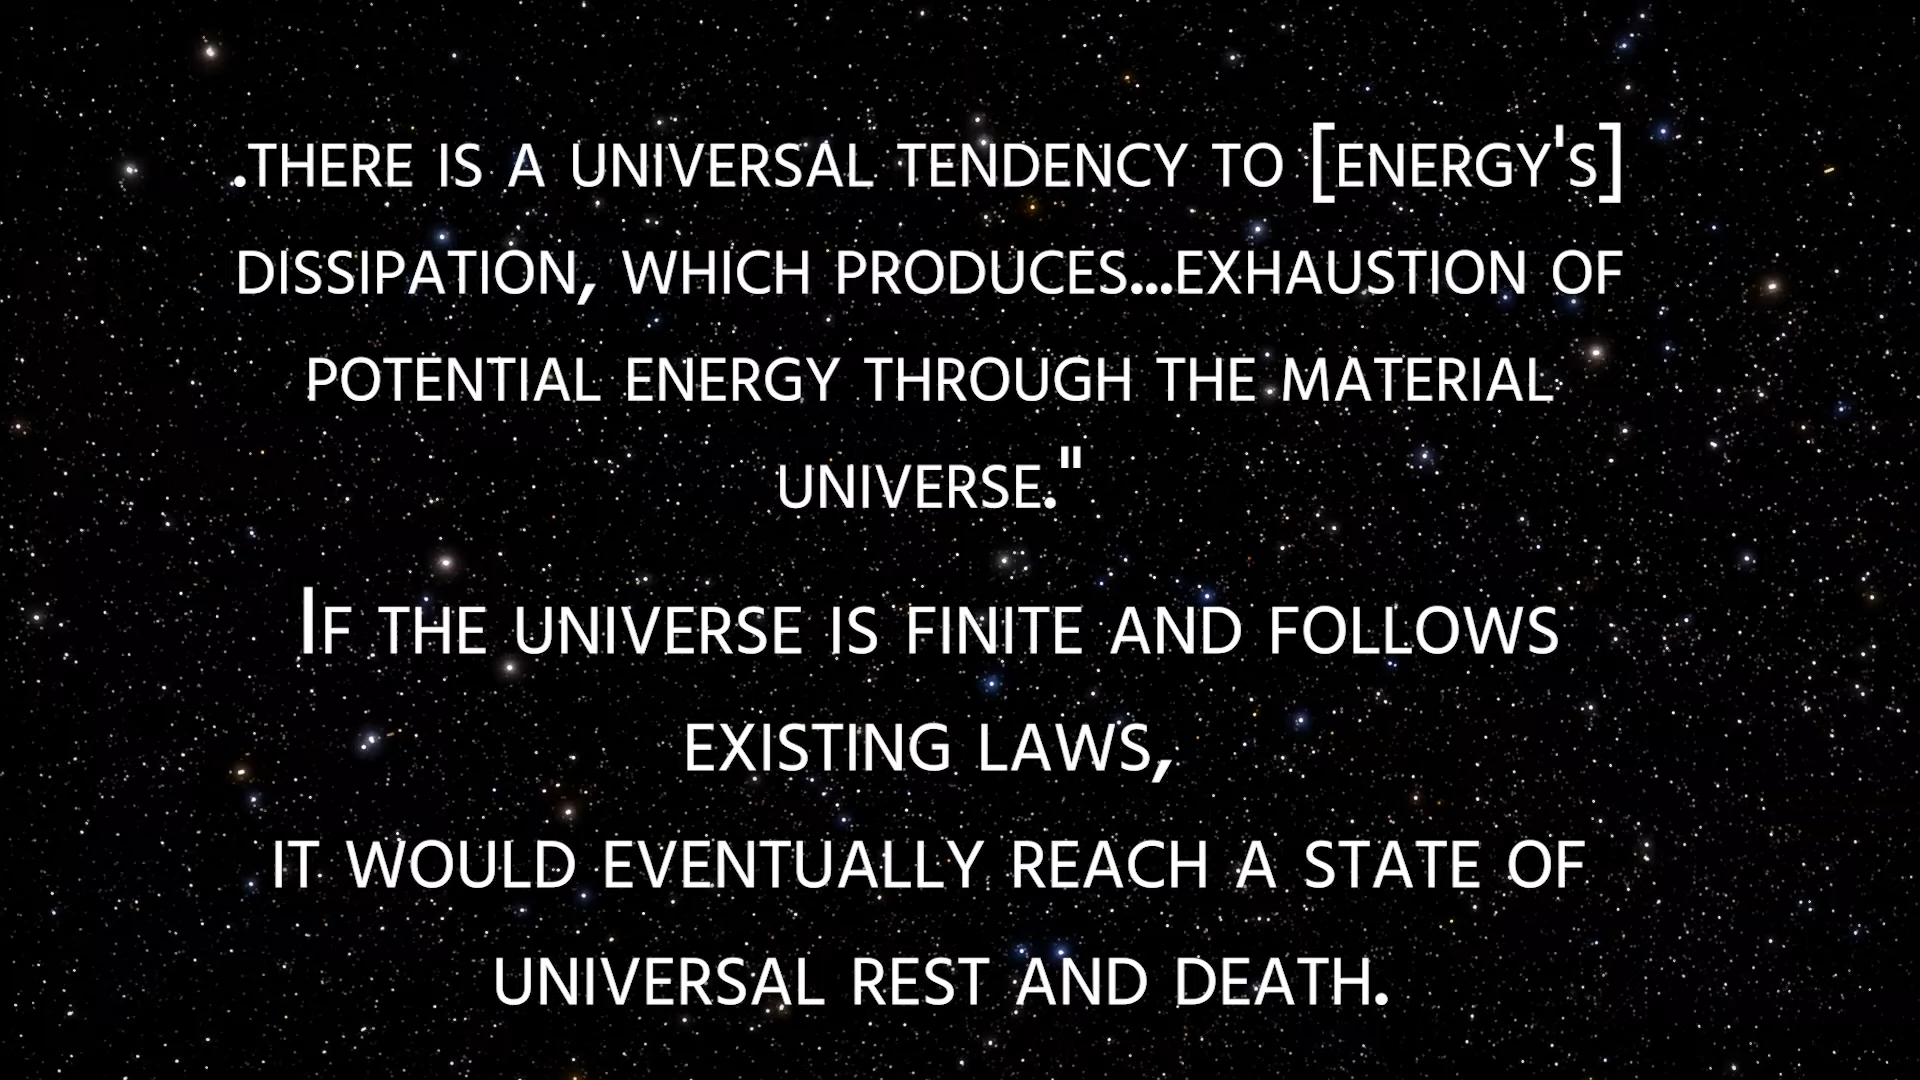 .there is a universal tendency to [energy's]
dissipation, which produces...exhaustion of
potential energy through the material
universe."
If the universe is finite and follows
existing laws,
it would eventually reach a state of
universal rest and death.